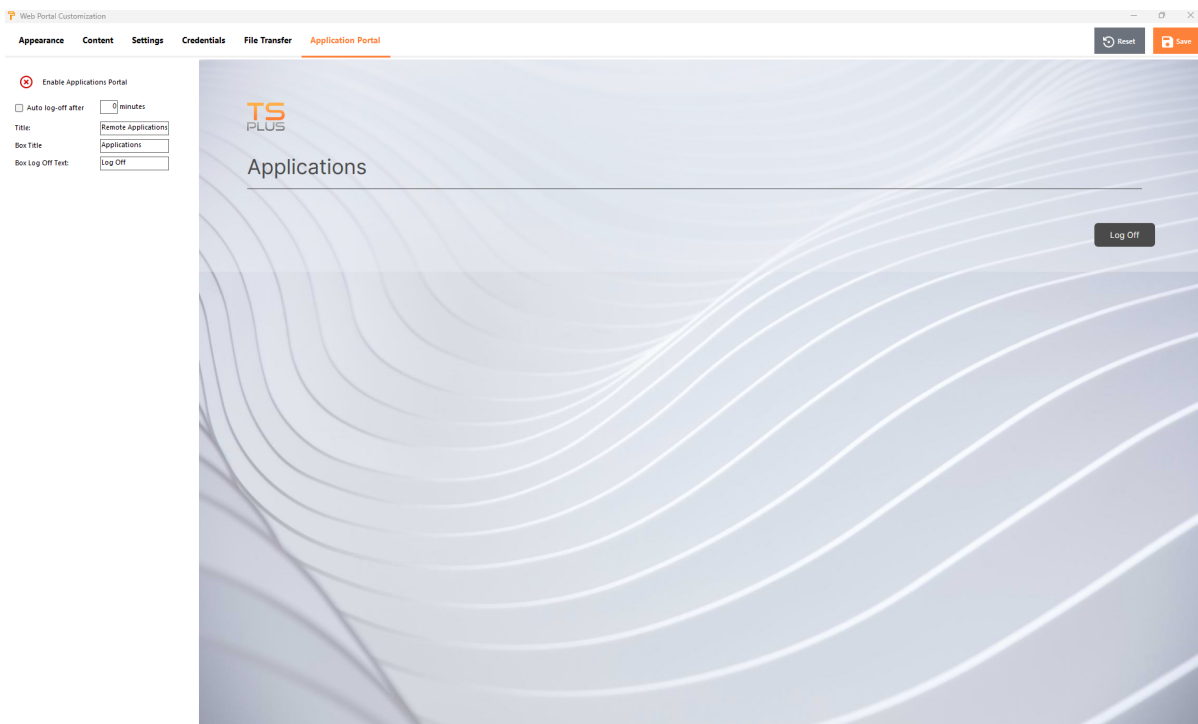 Web Portal Customization
Appearance Content Settings Credentials File Transfer Application Portal
Reset Save
Enable Applications Portal
Auto log-off after 0 minutes
Title: Remote Applications
Box Title Applications
Box Log Off Text: Log Off
TS
PLUS
Applications
Log Off